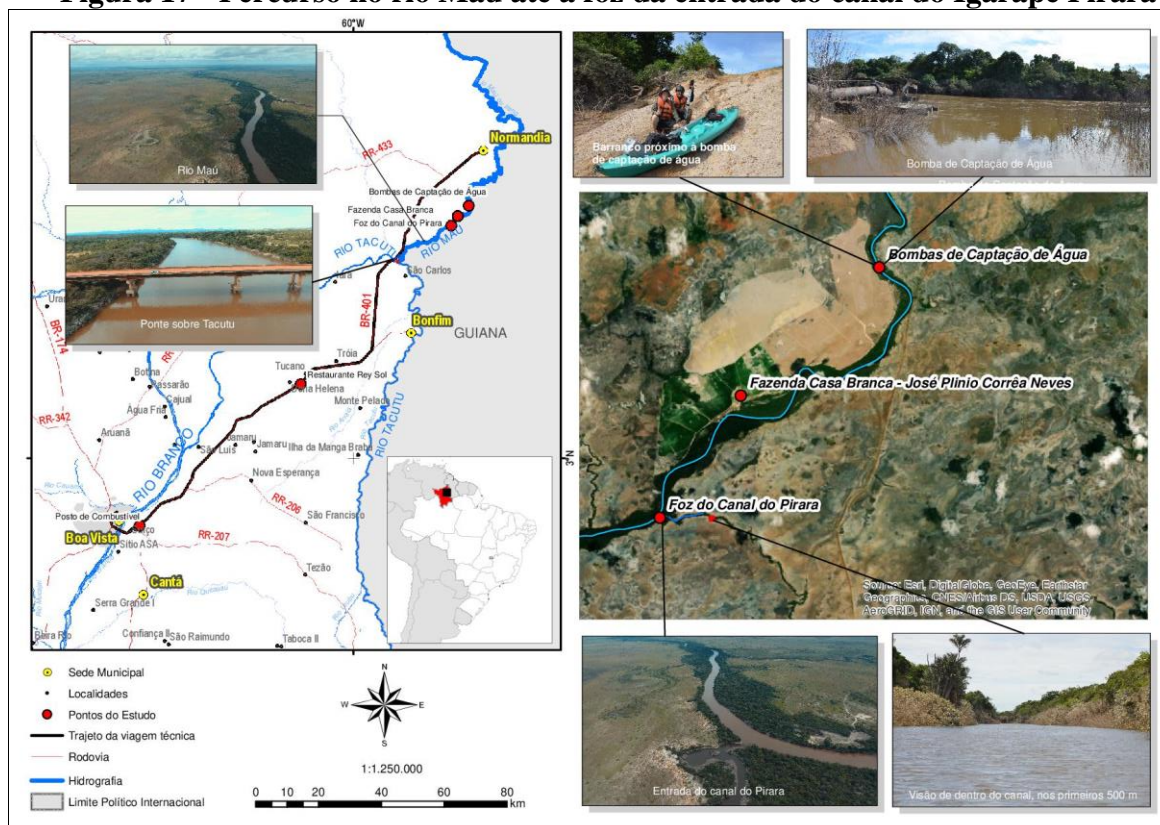 Figura 17 - Percurso no rio Maú até a foz da entrada do canal do Igarapé Pirara
60°W
Rio Maú
Ponte sobre Tacutu
Normandia
RR-433
Bombas de Captação de Água
Fazenda Casa Branca
Foz do Canal do Pirara
RIO TACUTU
RIO MAÚ
São Carlos
BR-401
Bonfim
GUIANA
BR-174
Tróia
Tucano
Restaurante Rey Sol
Dona Helena
Monte Pelado
Botna
Passarão
Cajual
Água Fria
RR-342
Aruanã
RIO BRANCO
São Luis
Jamaru
Jamaru
Ilha da Manga Braba
RIO TACUTU
3°N
Nova Esperança
RR-206
São Francisco
Posto de Combustível
Boa Vista
Sítio ASA
RR-207
Cantá
Tezão
Serra Grande I
Confiança II
São Raimundo
Taboca II
Beira Rio
Sede Municipal
Localidades
Pontos do Estudo
Trajeto da viagem técnica
Rodovia
Hidrografia
Limite Político Internacional
N
W
E
S
1:1.250.000
0 10 20 40 60 80
km
Barranco próximo à bomba
de captação de água
Bomba de Captação de Água
Bombas de Captação de Água
Fazenda Casa Branca - José Plinio Corrêa Neves
Foz do Canal do Pirara
Source: Esri, DigitalGlobe, GeoEye, Earthstar
Geographics, CNES/Airbus DS, USDA, USGS,
AeroGRID, IGN, and the GIS User Community
Entrada do canal do Pirara
Visão de dentro do canal, nos primeiros 500 m